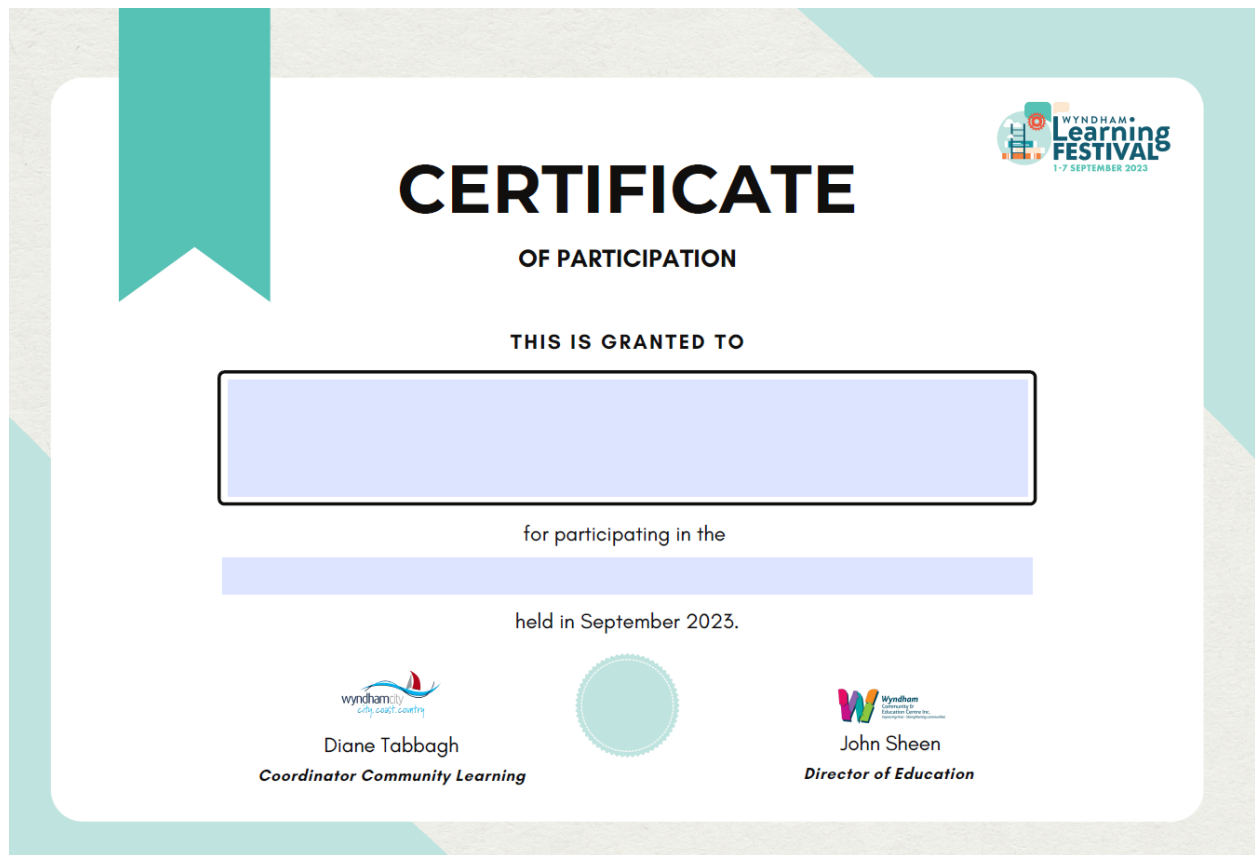 WYNDHAM
Learning
FESTIVAL
1-7 SEPTEMBER 2023
CERTIFICATE
OF PARTICIPATION
THIS IS GRANTED TO
for participating in the
held in September 2023.
wyndhamcity
city. coast. country
Wyndham
Community &
Education Centre Inc.
Diane Tabbagh
John Sheen
Coordinator Community Learning
Director of Education